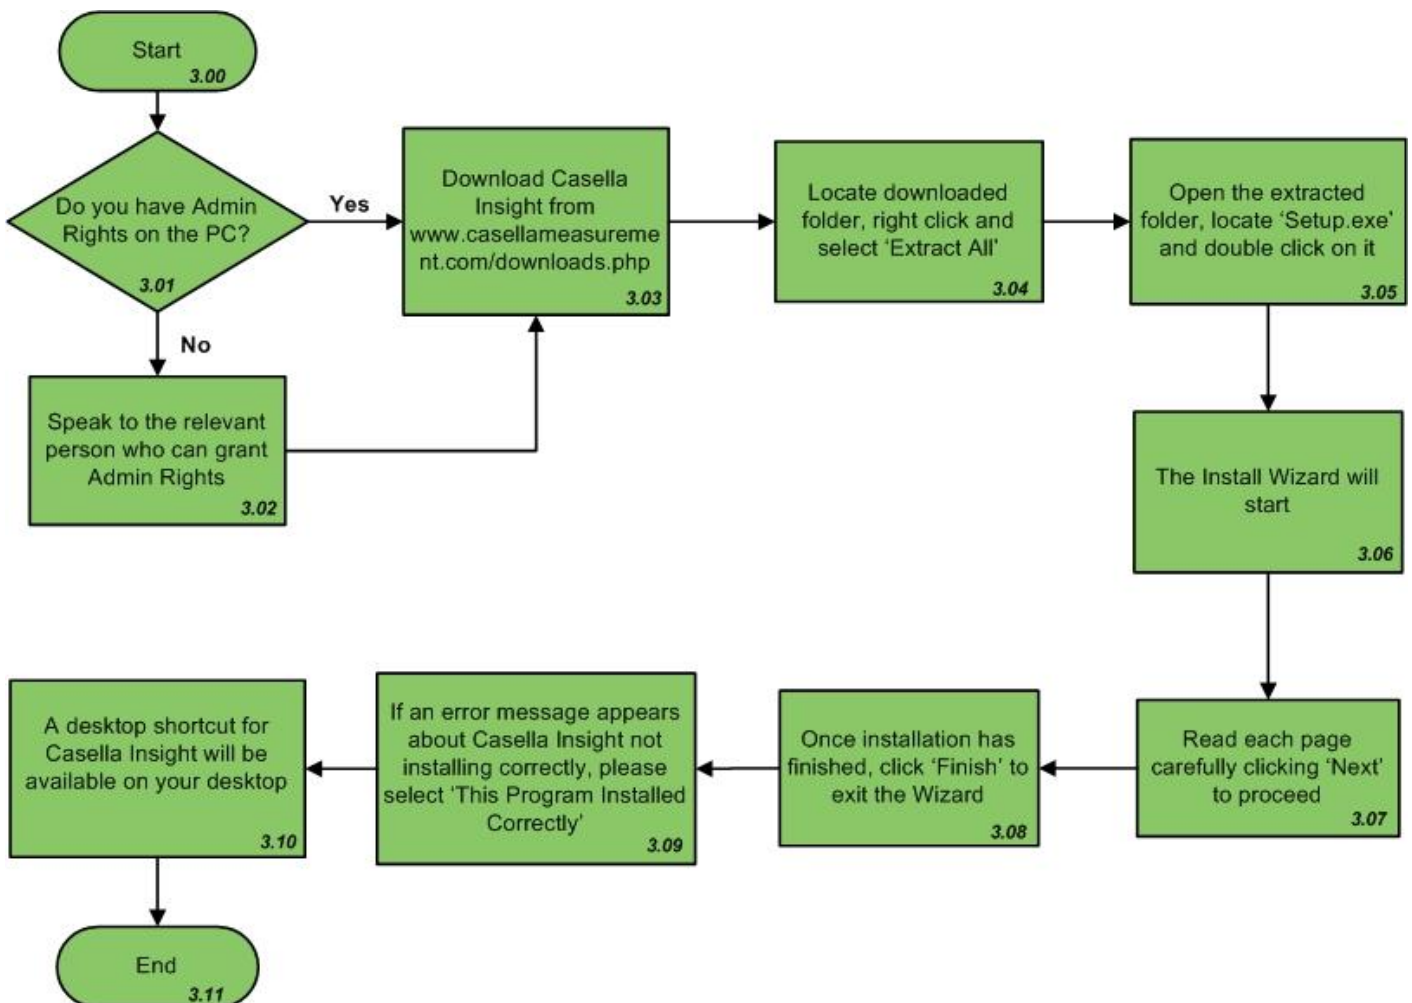 Start
3.00
Do you have Admin
Rights on the PC?
3.01
Yes
No
Speak to the relevant
person who can grant
Admin Rights
3.02
Download Casella
Insight from
www.casellameasureme
nt.com/downloads.php
3.03
Locate downloaded
folder, right click and
select ‘Extract All’
3.04
Open the extracted
folder, locate ‘Setup.exe’
and double click on it
3.05
The Install Wizard will
start
3.06
Read each page
carefully clicking ‘Next’
to proceed
3.07
Once installation has
finished, click ‘Finish’ to
exit the Wizard
3.08
If an error message appears
about Casella Insight not
installing correctly, please
select ‘This Program Installed
Correctly’
3.09
A desktop shortcut for
Casella Insight will be
available on your desktop
3.10
End
3.11